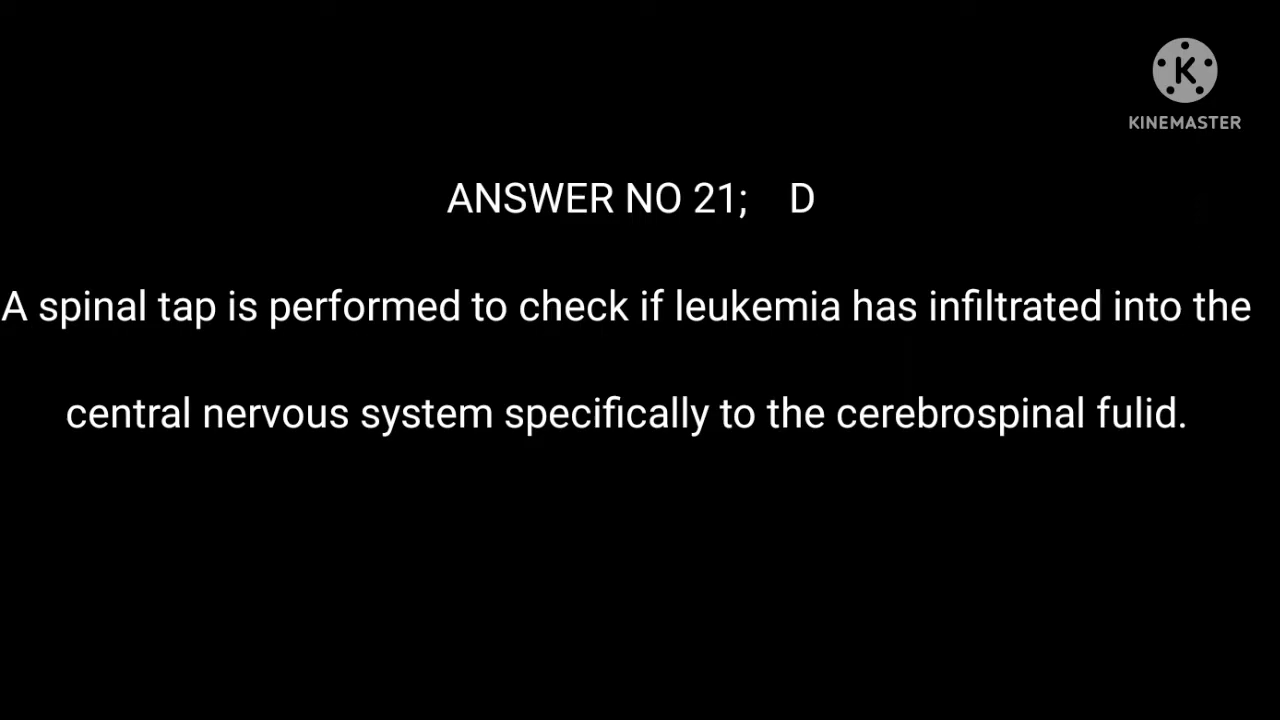 KINEMASTER
ANSWER NO 21; D
A spinal tap is performed to check if leukemia has infiltrated into the
central nervous system specifically to the cerebrospinal fulid.